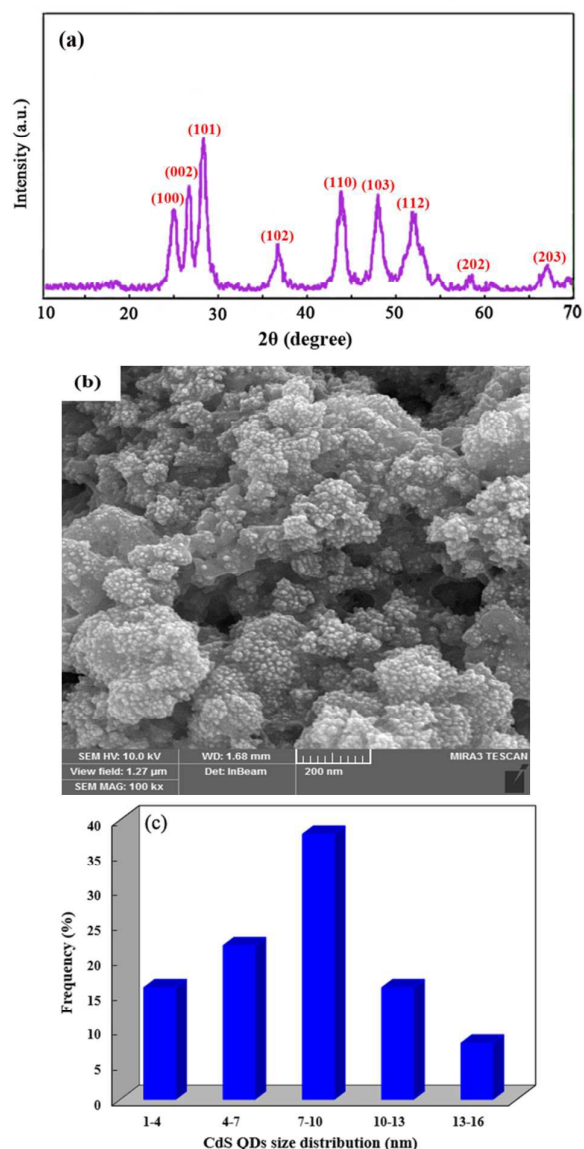 (a)
Intensity (a.u.)
(100)
(002)
(101)
(102)
(110)
(103)
(112)
(202)
(203)
10 20 30 40 50 60 70
2θ (degree)
(b)
SEM HV: 10.0 kV WD: 1.68 mm MIRA3 TESCAN
View field: 1.27 µm Det: InBeam 200 nm
SEM MAG: 100 kx
(c)
Frequency (%)
40
35
30
25
20
15
10
5
0
1-4 4-7 7-10 10-13 13-16
CdS QDs size distribution (nm)